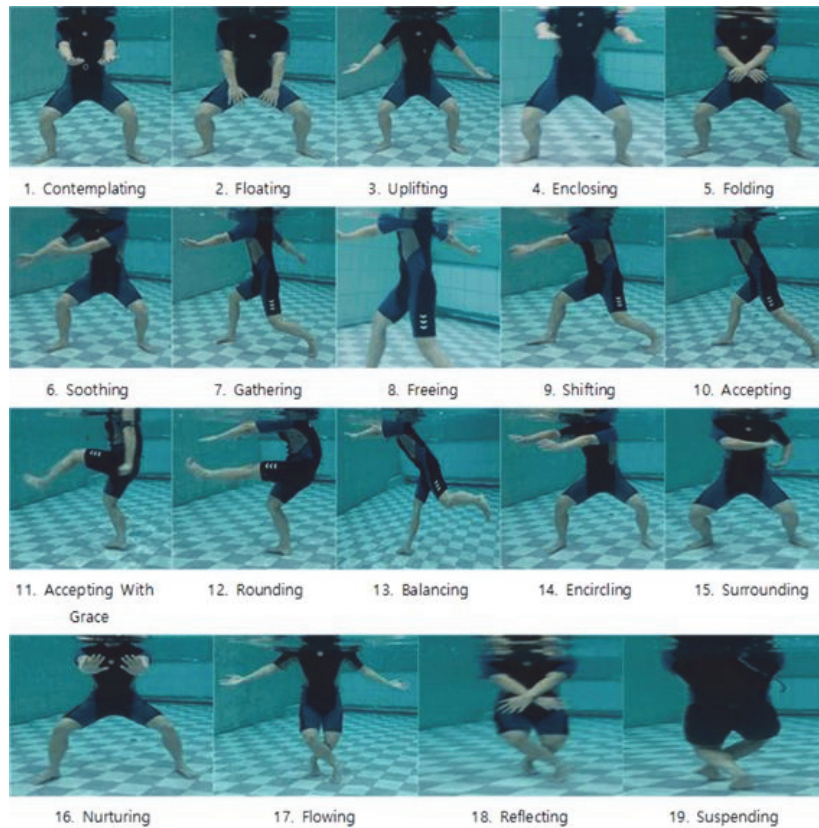 1. Contemplating
2. Floating
3. Uplifting
4. Enclosing
5. Folding
6. Soothing
7. Gathering
8. Freeing
9. Shifting
10. Accepting
11. Accepting With
Grace
12. Rounding
13. Balancing
14. Encircling
15. Surrounding
16. Nurturing
17. Flowing
18. Reflecting
19. Suspending